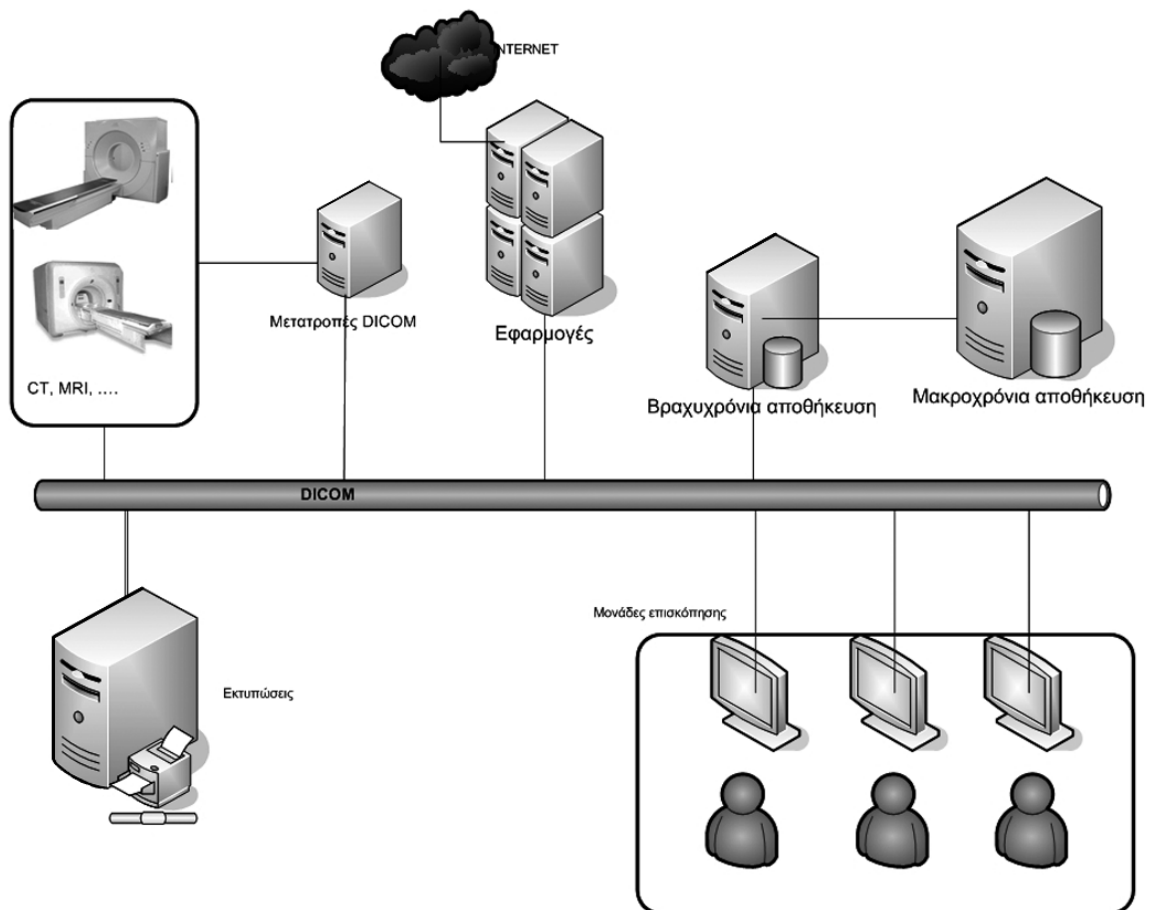 INTERNET
Μετατροπές DICOM
Εφαρμογές
CT, MRI, ....
Βραχυχρόνια αποθήκευση
Μακροχρόνια αποθήκευση
DICOM
Μονάδες επισκόπησης
Εκτυπώσεις